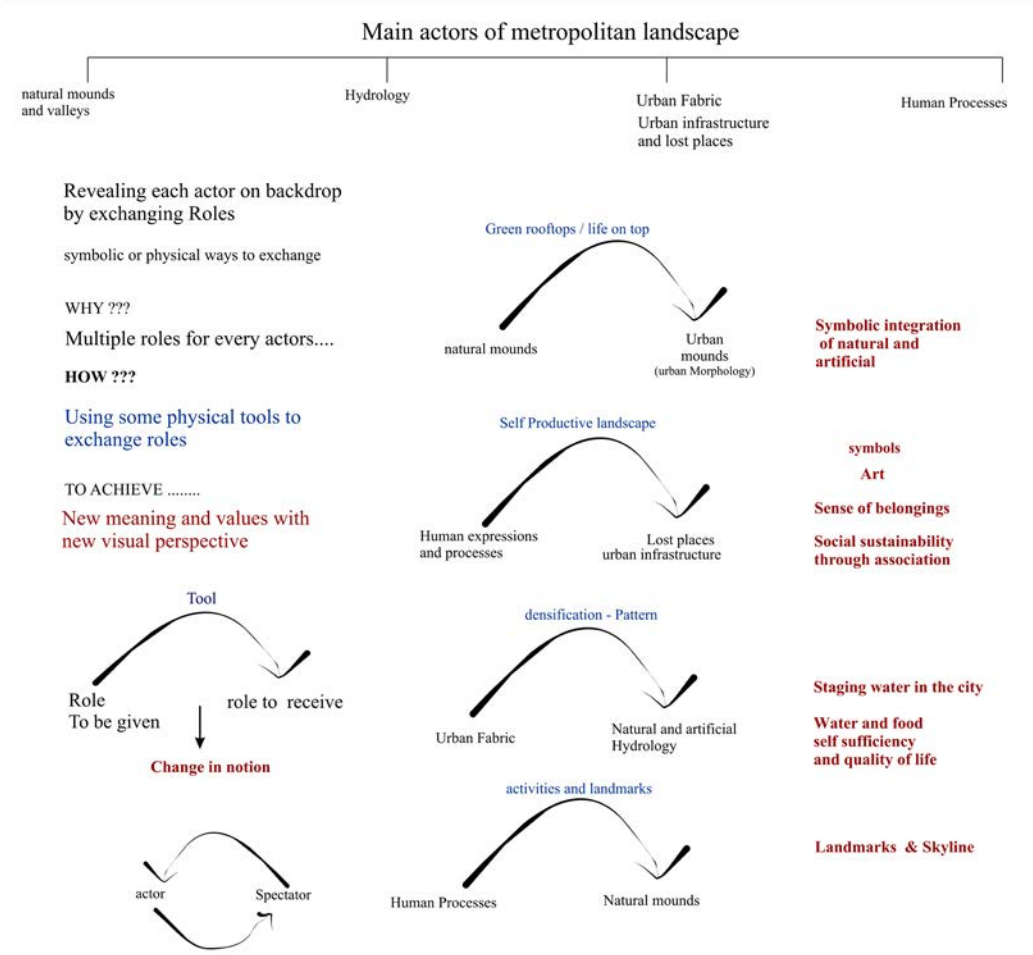 Main actors of metropolitan landscape
natural mounds
and valleys
Hydrology
Urban Fabric
Urban infrastructure
and lost places
Human Processes
Revealing each actor on backdrop
by exchanging Roles
symbolic or physical ways to exchange
WHY ???
Multiple roles for every actors....
HOW ???
Using some physical tools to
exchange roles
TO ACHIEVE ........
New meaning and values with
new visual perspective
Tool
Role
To be given
role to receive
Change in notion
actor
Spectator
Green rooftops / life on top
natural mounds
Urban
mounds
(urban Morphology)
Symbolic integration
of natural and
artificial
Self Productive landscape
Human expressions
and processes
Lost places
urban infrastructure
symbols
Art
Sense of belongings
Social sustainability
through association
densification - Pattern
Urban Fabric
Natural and artificial
Hydrology
Staging water in the city
Water and food
self sufficiency
and quality of life
activities and landmarks
Human Processes
Natural mounds
Landmarks & Skyline